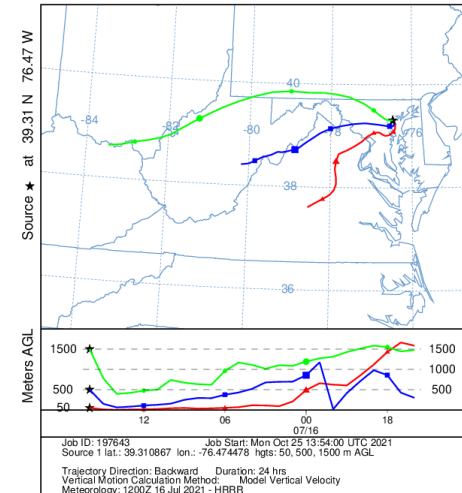 Source ★ at 39.31 N 76.47 W
40
-84
-82
-80
-78
-76
38
36
Meters AGL
1500
1500
1000
500
500
50
12
06
00
18
07/16
Job ID: 197643 Job Start: Mon Oct 25 13:54:00 UTC 2021
Source 1 lat.: 39.310867 lon.: -76.474478 hgts: 50, 500, 1500 m AGL
Trajectory Direction: Backward Duration: 24 hrs
Vertical Motion Calculation Method: Model Vertical Velocity
Meteorology: 1200Z 16 Jul 2021 - HRRR